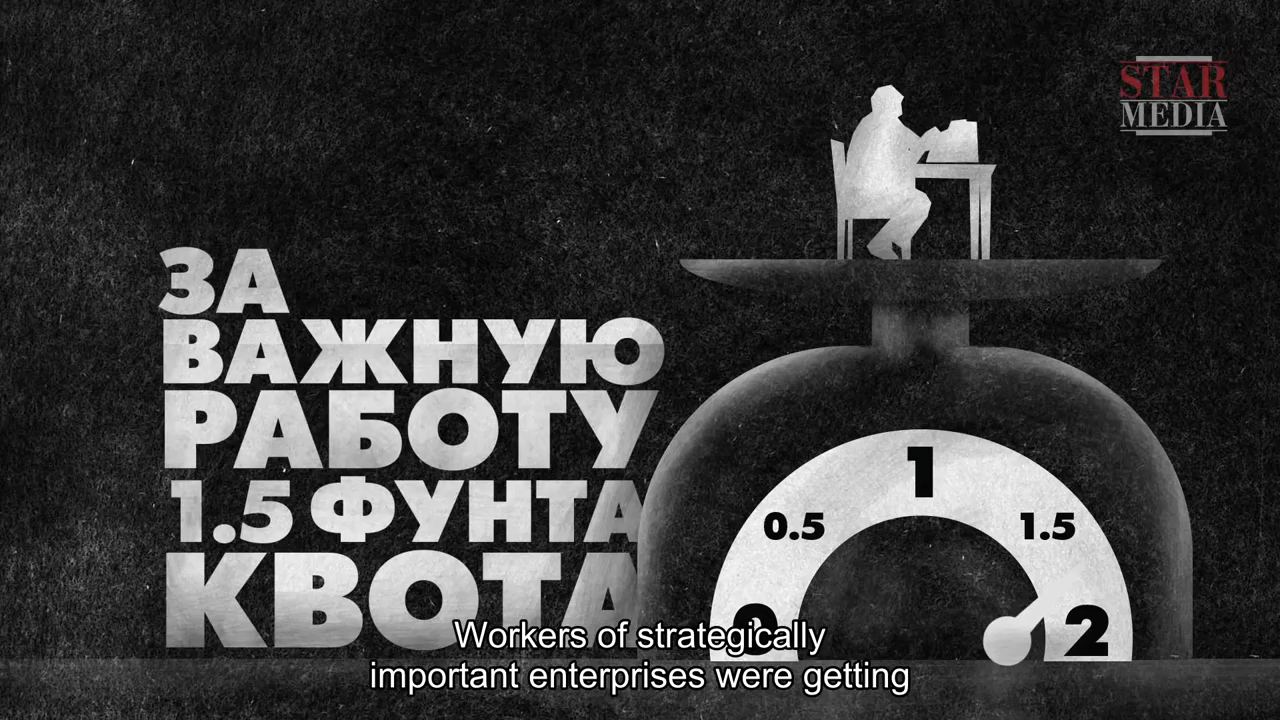 STAR
MEDIA
ЗА
ВАЖНУЮ
РАБОТУ
1.5 ФУНТА
КВОТА
1
0.5
1.5
0
2
Workers of strategically
important enterprises were getting